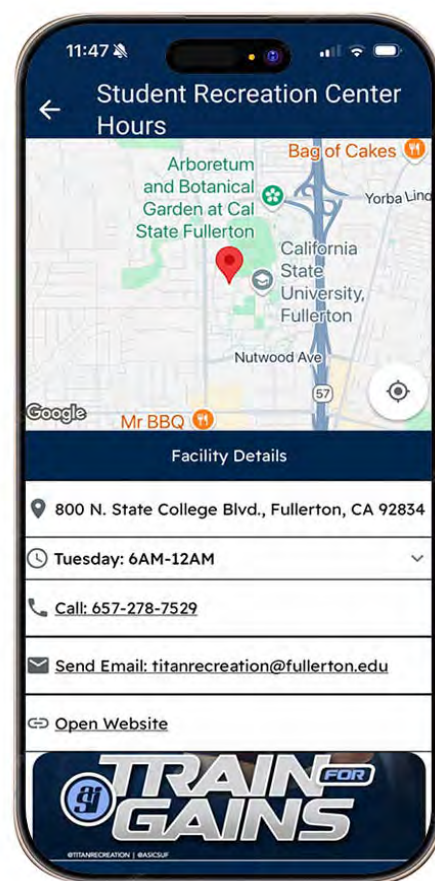 11:47
Student Recreation Center
Hours
Bag of Cakes
Arboretum
and Botanical
Garden at Cal
State Fullerton
Yorba Lind
California
State
University,
Fullerton
Nutwood Ave
57
Google
Mr BBQ
Facility Details
800 N. State College Blvd., Fullerton, CA 92834
Tuesday: 6AM-12AM
Call: 657-278-7529
Send Email: titanrecreation@fullerton.edu
Open Website
asi
TRAIN FOR
GAINS
@TITANRECREATION | @ASICSUF